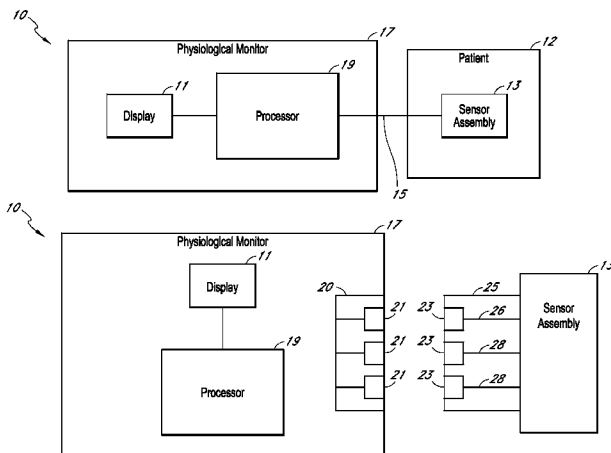 10
17
Physiological Monitor
12
Patient
19
11
13
Display
Processor
Sensor Assembly
15
10
17
Physiological Monitor
11
Display
20
25
Sensor Assembly
21
23
26
19
21
23
28
Processor
21
23
28